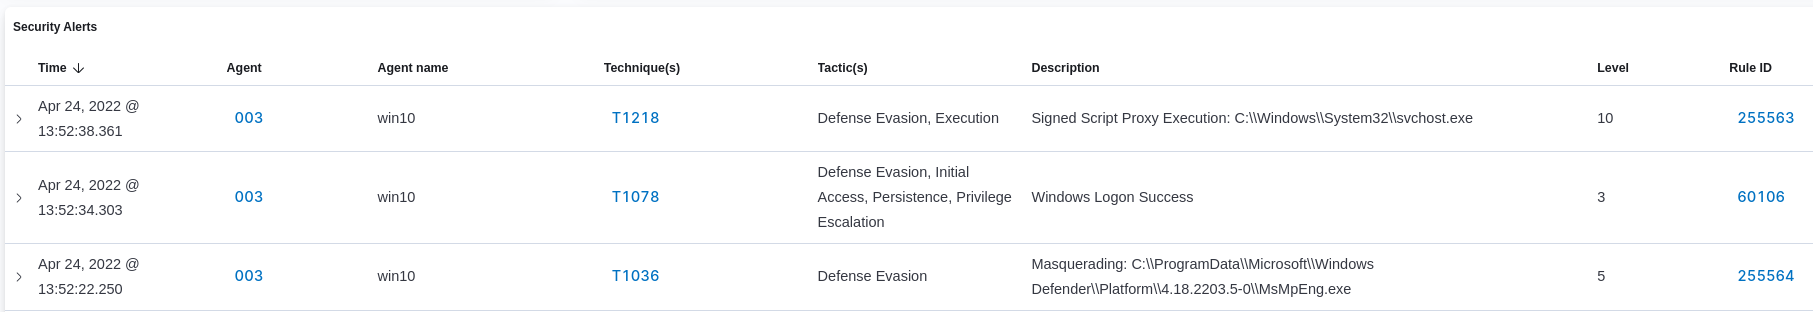 Security Alerts
Time Agent Agent name Technique(s) Tactic(s) Description Level Rule ID
Apr 24, 2022 @
13:52:38.361
003 win10 T1218 Defense Evasion, Execution Signed Script Proxy Execution: C:\\Windows\\System32\\svchost.exe 10 255563
Apr 24, 2022 @
13:52:34.303
003 win10 T1078
Defense Evasion, Initial
Access, Persistence, Privilege
Escalation
Windows Logon Success 3 60106
Apr 24, 2022 @
13:52:22.250
003 win10 T1036 Defense Evasion
Masquerading: C:\\ProgramData\\Microsoft\\Windows
Defender\\Platform\\4.18.2203.5-0\\MsMpEng.exe
5 255564